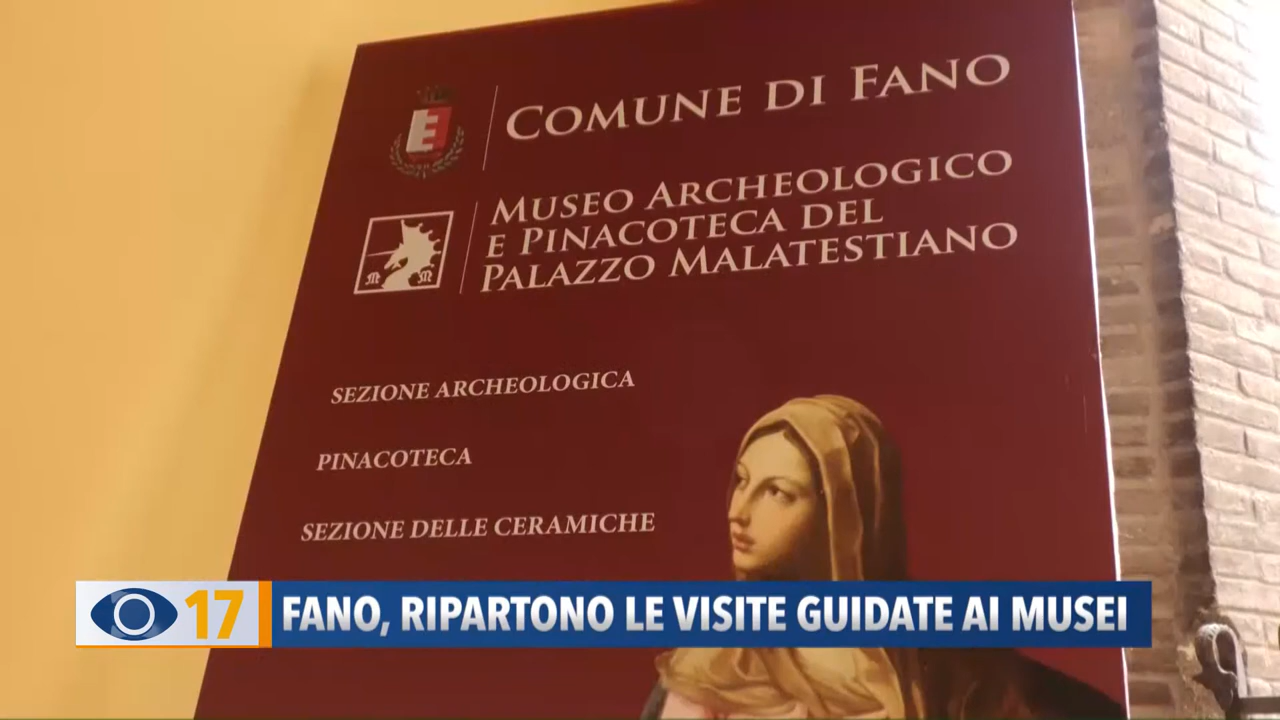 COMUNE DI FANO
MUSEO ARCHEOLOGICO
E PINACOTECA DEL
PALAZZO MALATESTIANO
M M
SEZIONE ARCHEOLOGICA
PINACOTECA
SEZIONE DELLE CERAMICHE
17 FANO, RIPARTONO LE VISITE GUIDATE AI MUSEI